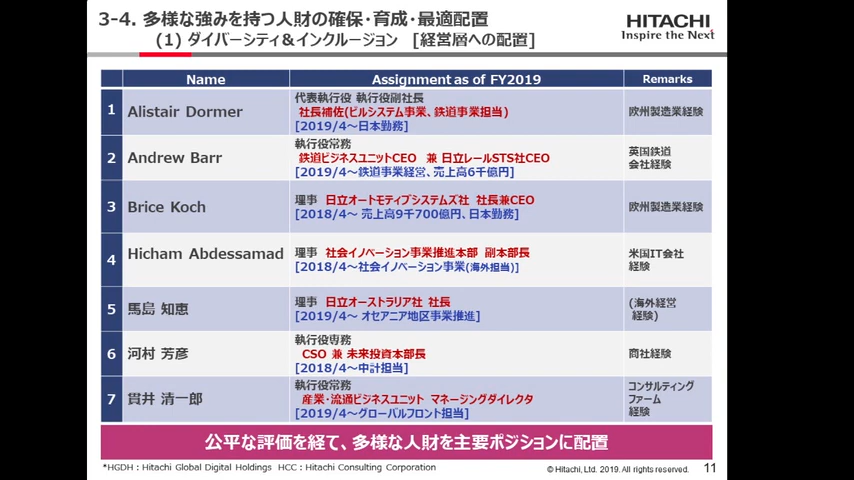 3-4. 多様な強みを持つ人財の確保・育成・最適配置
(1) ダイバーシティ＆インクルージョン [経営層への配置]
HITACHI
Inspire the Next
Name Assignment as of FY2019 Remarks
1 Alistair Dormer
代表執行役 執行役副社長
社長補佐(ビルシステム事業、鉄道事業担当)
[2019/4～日本勤務]
欧州製造業経験
2 Andrew Barr
執行役常務
鉄道ビジネスユニットCEO 兼 日立レールSTS社CEO
[2019/4～鉄道事業経営、売上高6千億円]
英国鉄道
会社経験
3 Brice Koch
理事 日立オートモティブシステムズ社 社長兼CEO
[2018/4～ 売上高9千700億円、日本勤務]
欧州製造業経験
4 Hicham Abdessamad
理事 社会イノベーション事業推進本部 副本部長
[2018/4～社会イノベーション事業(海外担当)]
米国IT会社
経験
5 馬島 知恵
理事 日立オーストラリア社 社長
[2019/4～ オセアニア地区事業推進]
(海外経営
経験)
6 河村 芳彦
執行役専務
CSO 兼 未来投資本部長
[2018/4～中計担当]
商社経験
7 貫井 清一郎
執行役常務
産業・流通ビジネスユニット マネージングダイレクタ
[2019/4～グローバルフロント担当]
コンサルティング
ファーム
経験
公平な評価を経て、多様な人財を主要ポジションに配置
*HGDH：Hitachi Global Digital Holdings HCC：Hitachi Consulting Corporation
© Hitachi, Ltd. 2019. All rights reserved. 11